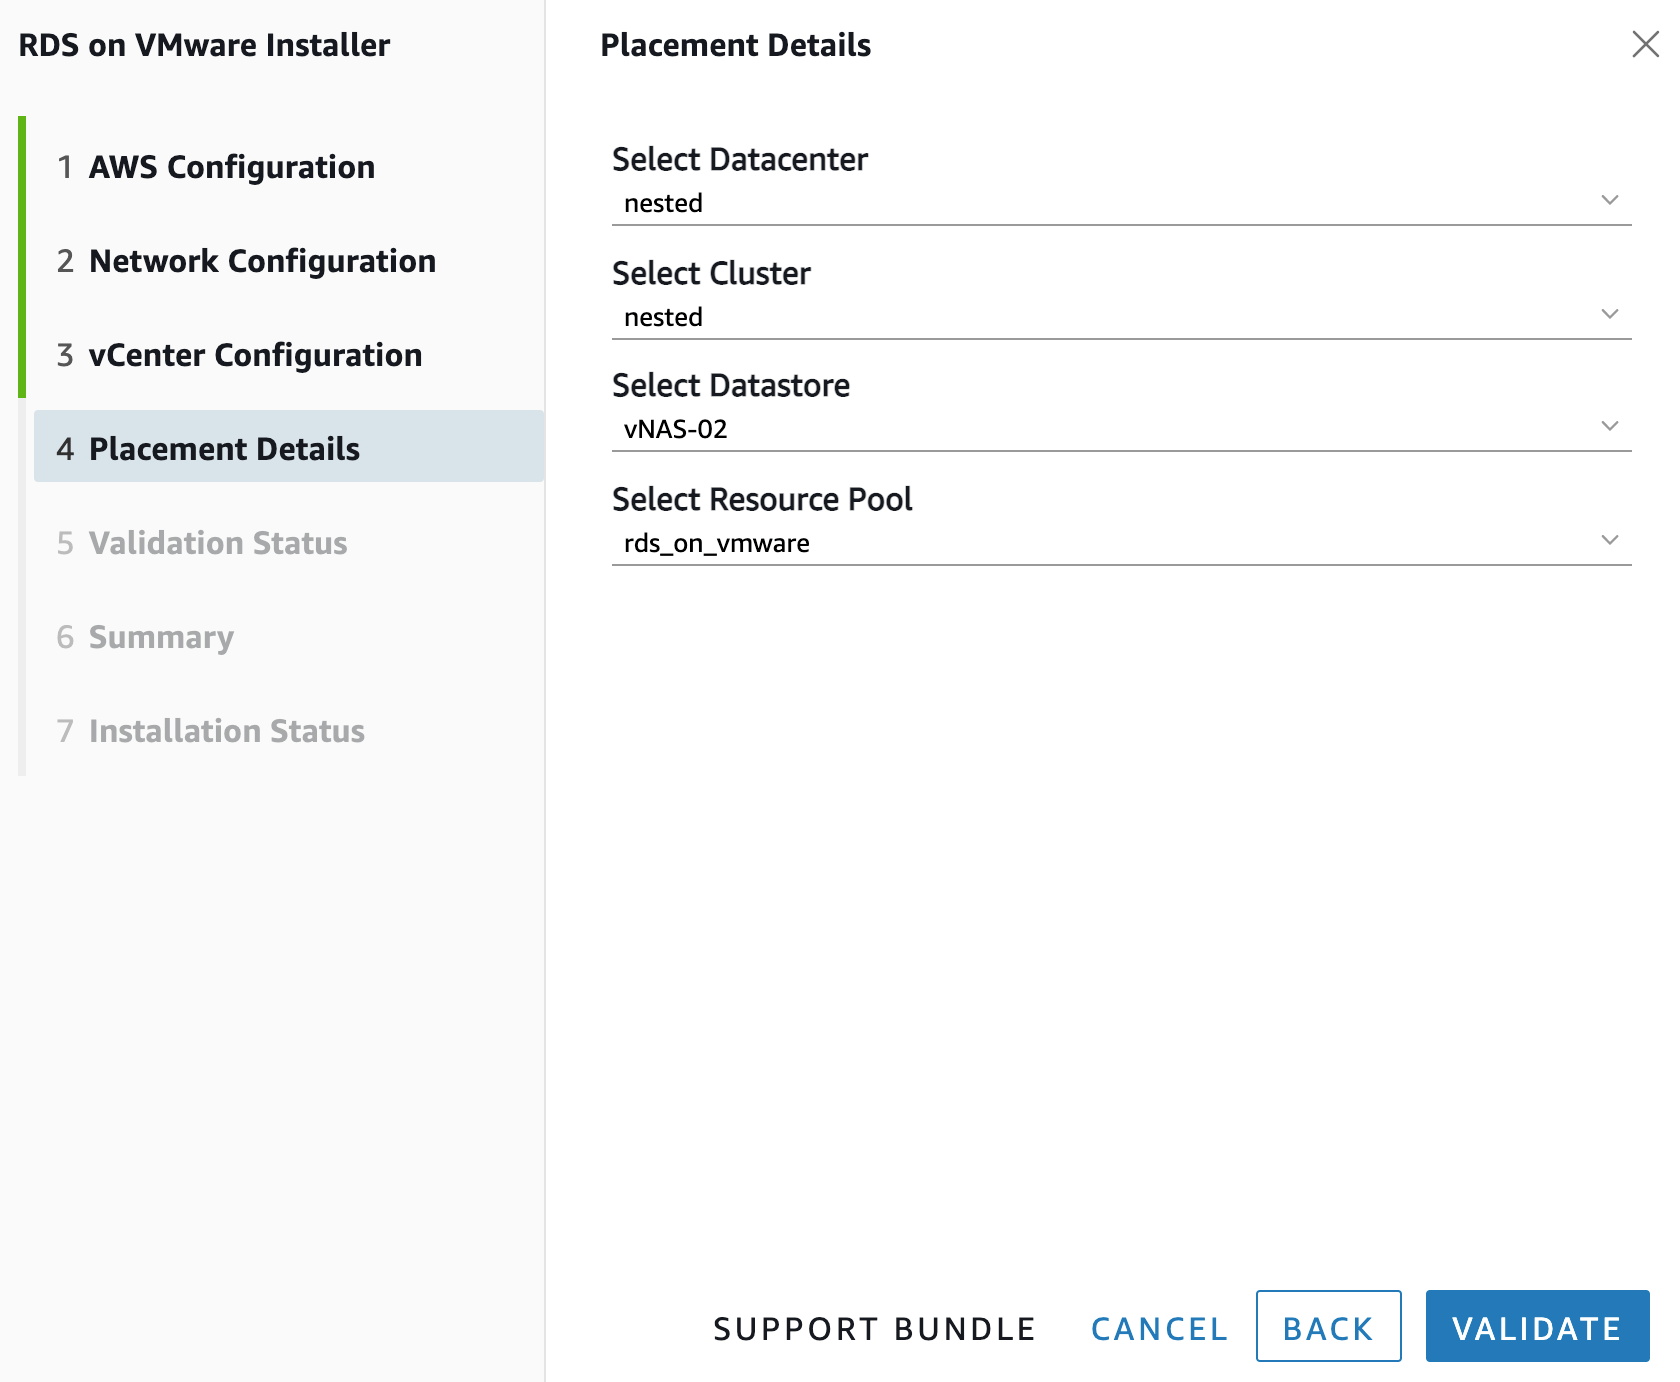 RDS on VMware Installer
1 AWS Configuration
2 Network Configuration
3 vCenter Configuration
4 Placement Details
5 Validation Status
6 Summary
7 Installation Status
Placement Details
Select Datacenter
nested
Select Cluster
nested
Select Datastore
vNAS-02
Select Resource Pool
rds_on_vmware
SUPPORT BUNDLE CANCEL BACK VALIDATE